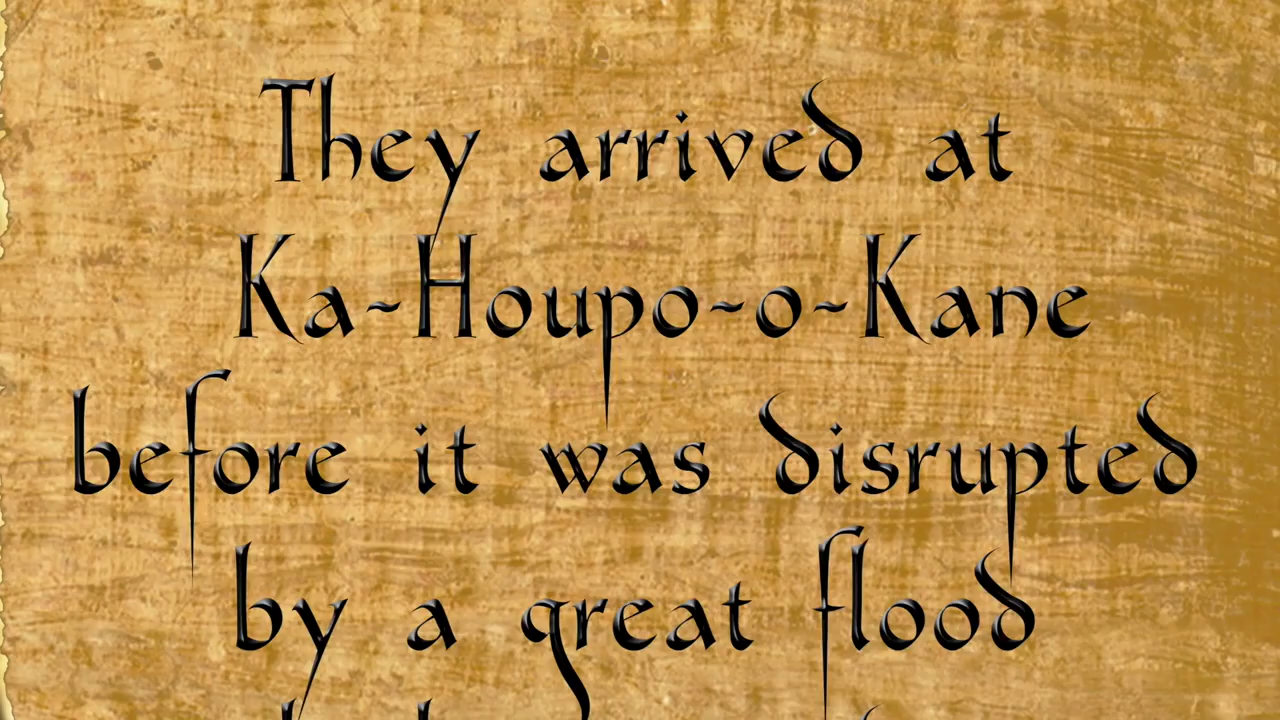 They arrived at
Ka-Houpo-o-Kane
before it was disrupted
by a great flood